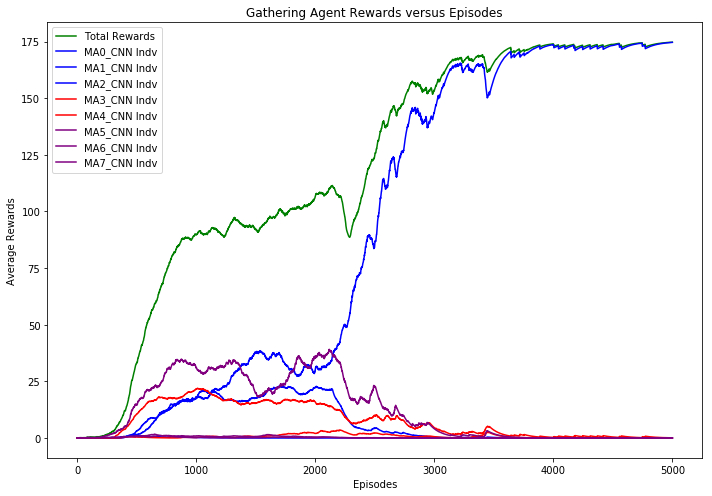 Gathering Agent Rewards versus Episodes
Total Rewards
MA0_CNN Indv
MA1_CNN Indv
MA2_CNN Indv
MA3_CNN Indv
MA4_CNN Indv
MA5_CNN Indv
MA6_CNN Indv
MA7_CNN Indv
175
150
125
100
75
50
25
0
Average Rewards
0 1000 2000 3000 4000 5000
Episodes